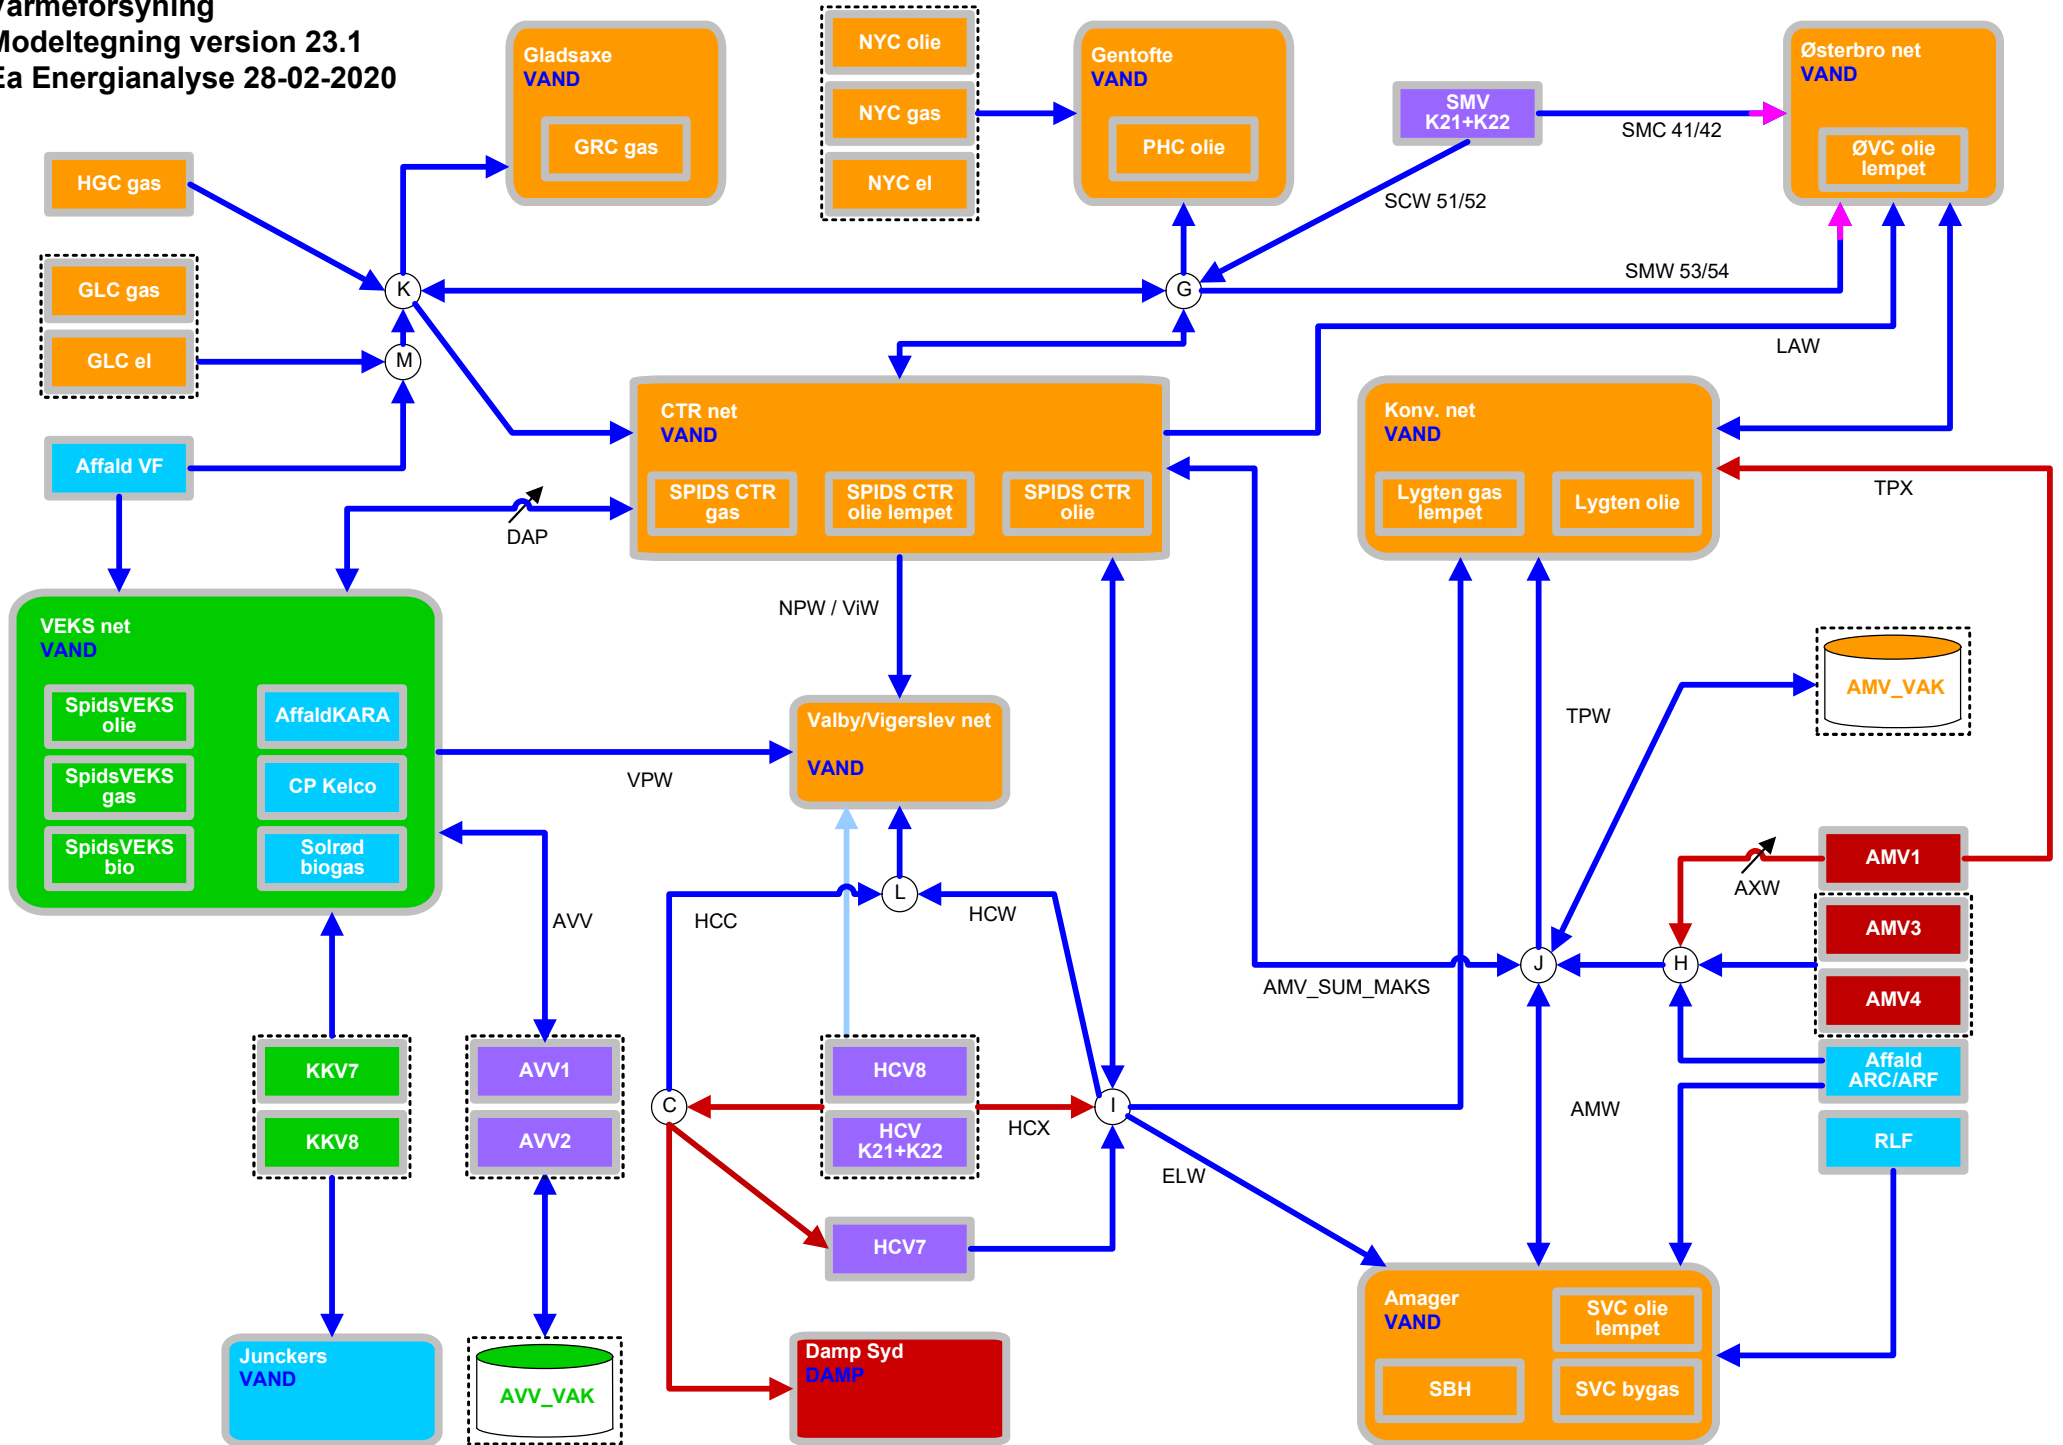 Varmeforsyning
Modeltegning version 23.1
Ea Energianalyse 28-02-2020
Gladsaxe
VAND
GRC gas
NYC olie
NYC gas
NYC el
Gentofte
VAND
PHC olie
SMV
K21+K22
SMC 41/42
Østerbro net
VAND
ØVC olie
lempet
HGC gas
SCW 51/52
GLC gas
GLC el
K
G
SMW 53/54
M
LAW
Affald VF
CTR net
VAND
SPIDS CTR
gas
SPIDS CTR
olie lempet
SPIDS CTR
olie
Konv. net
VAND
Lygten gas
lempet
Lygten olie
TPX
DAP
NPW / ViW
VEKS net
VAND
SpidsVEKS
olie
AffaldKARA
SpidsVEKS
gas
CP Kelco
SpidsVEKS
bio
Solrød
biogas
VPW
Valby/Vigerslev net
VAND
TPW
AMV_VAK
AMV1
AXW
AMV3
AMV4
HCC
L
HCW
AVV
J
H
AMV_SUM_MAKS
Affald
ARC/ARF
RLF
KKV7
KKV8
AVV1
AVV2
C
HCV8
HCV
K21+K22
HCX
I
AMW
ELW
HCV7
Junckers
VAND
AVV_VAK
Damp Syd
DAMP
Amager
VAND
SVC olie
lempet
SBH
SVC bygas